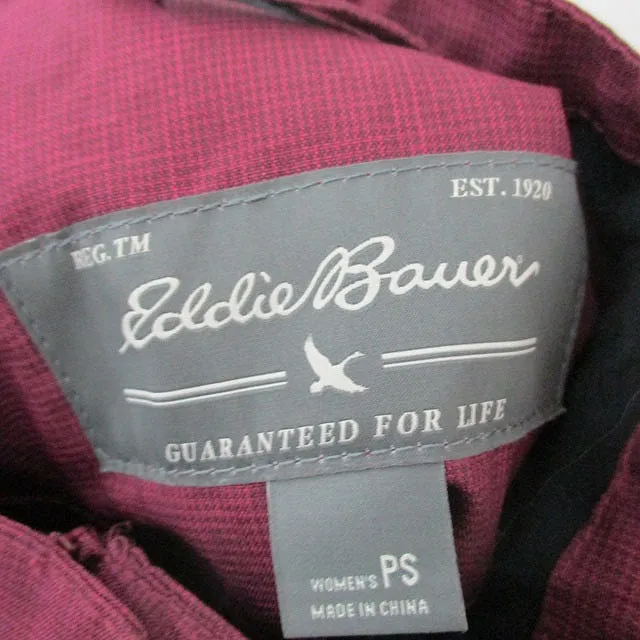 EST. 1920
REG. TM
Eddie Bauer
GUARANTEED FOR LIFE
WOMEN'S PS
MADE IN CHINA